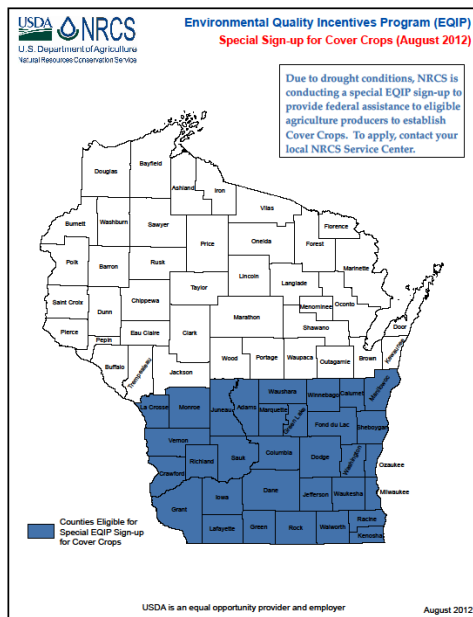 USDA NRCS
U.S. Department of Agriculture
Natural Resources Conservation Service
Environmental Quality Incentives Program (EQIP)
Special Sign-up for Cover Crops (August 2012)
Due to drought conditions, NRCS is
conducting a special EQIP sign-up to
provide federal assistance to eligible
agriculture producers to establish
Cover Crops. To apply, contact your
local NRCS Service Center.
Douglas
Bayfield
Ashland
Iron
Vilas
Florence
Burnett
Washburn
Sawyer
Price
Oneida
Forest
Marinette
Polk
Barron
Rusk
Lincoln
Langlade
Taylor
Oconto
Menominee
Saint Croix
Dunn
Chippewa
Marathon
Shawano
Door
Pierce
Pepin
Eau Claire
Clark
Kewaunee
Buffalo
Trempealeau
Jackson
Wood
Portage
Waupaca
Outagamie
Brown
La Crosse
Monroe
Juneau
Adams
Waushara
Marquette
Green Lake
Winnebago
Calumet
Manitowoc
Fond du Lac
Sheboygan
Vernon
Richland
Sauk
Columbia
Dodge
Washington
Ozaukee
Crawford
Iowa
Dane
Jefferson
Waukesha
Milwaukee
Grant
Lafayette
Green
Rock
Walworth
Racine
Kenosha
Counties Eligible for
Special EQIP Sign-up
for Cover Crops
USDA is an equal opportunity provider and employer
August 2012